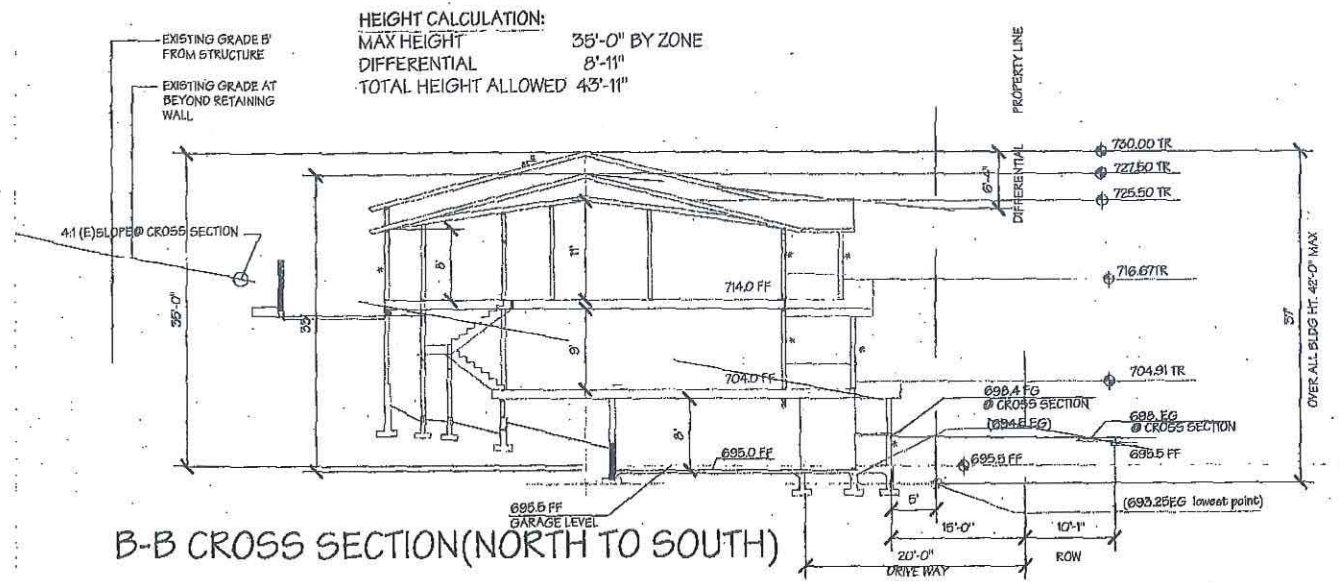 HEIGHT CALCULATION:
MAX HEIGHT 35'-0" BY ZONE
DIFFERENTIAL 8'-11"
TOTAL HEIGHT ALLOWED 43'-11"
EXISTING GRADE 5'
FROM STRUCTURE
EXISTING GRADE AT
BEYOND RETAINING
WALL
PROPERTY LINE
DIFFERENTIAL
6'-4"
730.00 TR
727.50 TR
725.50 TR
716.67TR
704.91 TR
4:1 (E)SLOPE@ CROSS SECTION
35'-0"
8'
11'
714.0 FF
9'
704.0 FF
37'
OVER ALL BLDG HT. 42'-0" MAX
698.4 FG
@ CROSS SECTION
698. EG
@ CROSS SECTION
695.5 FF
695.5 FF
8'
695.0 FF
695.5 FF
GARAGE LEVEL
5'
(693.25EG lowest point)
15'-0"
10'-1"
20'-0"
DRIVE WAY
ROW
B-B CROSS SECTION(NORTH TO SOUTH)